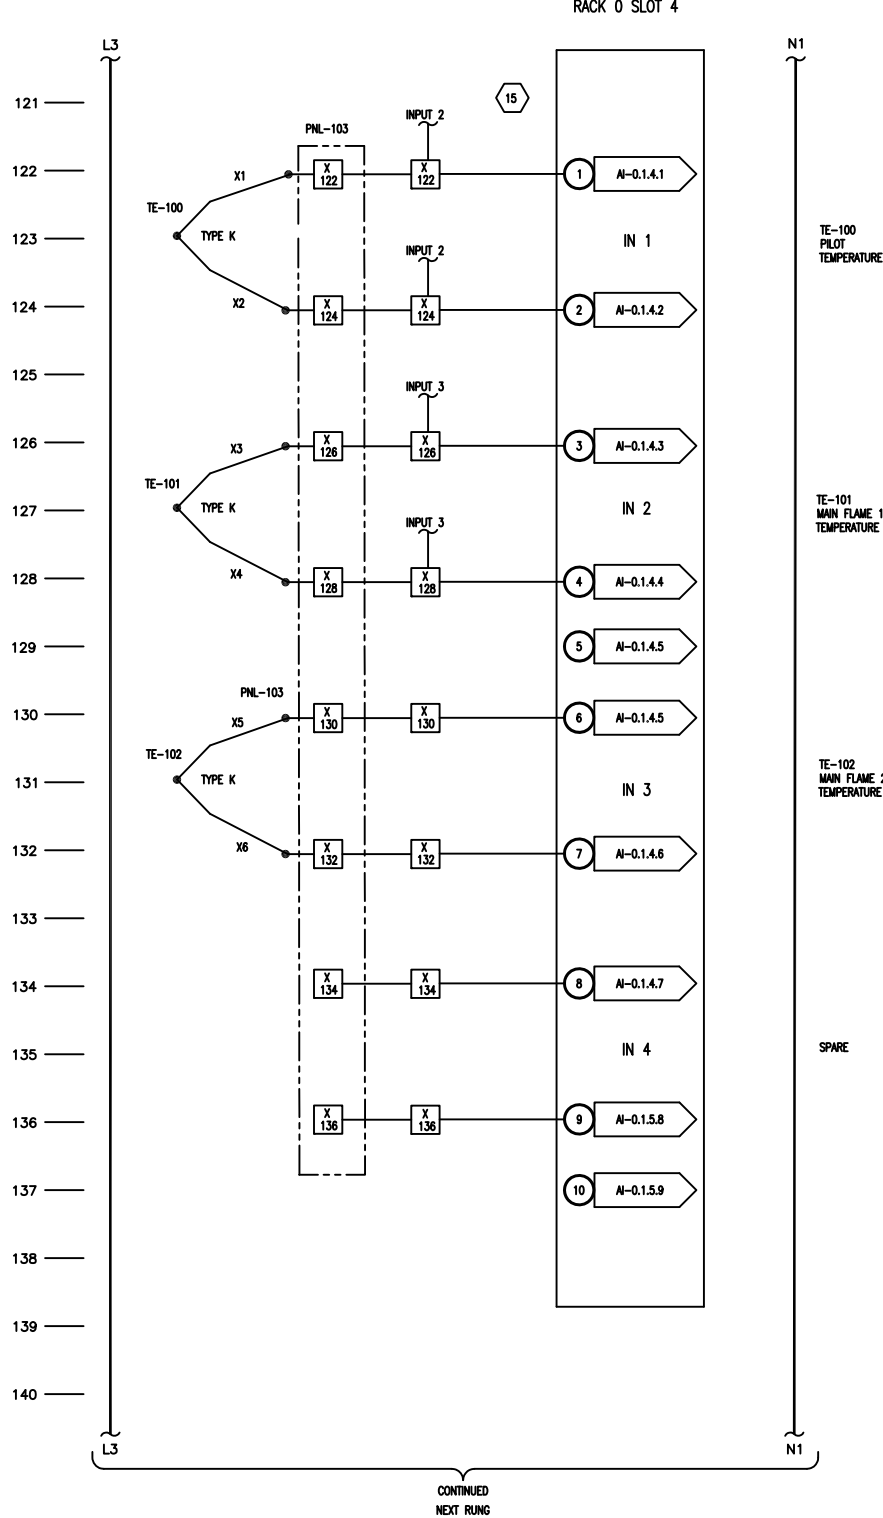 RACK 0 SLOT 4
L3
N1
121
15
INPUT 2
PNL-103
122
X1
X
122
X
122
1
AI-0.1.4.1
TE-100
TYPE K
123
INPUT 2
IN 1
TE-100
PILOT
TEMPERATURE
124
X2
X
124
X
124
2
AI-0.1.4.2
125
INPUT 3
126
X3
X
126
X
126
3
AI-0.1.4.3
TE-101
TYPE K
127
INPUT 3
IN 2
TE-101
MAIN FLAME 1
TEMPERATURE
128
X4
X
128
X
128
4
AI-0.1.4.4
129
5
AI-0.1.4.5
PNL-103
130
X5
X
130
X
130
6
AI-0.1.4.5
TE-102
TYPE K
131
IN 3
TE-102
MAIN FLAME 2
TEMPERATURE
132
X6
X
132
X
132
7
AI-0.1.4.6
133
134
X
134
X
134
8
AI-0.1.4.7
135
IN 4
SPARE
136
X
136
X
136
9
AI-0.1.5.8
137
10
AI-0.1.5.9
138
139
140
L3
N1
CONTINUED
NEXT RUNG